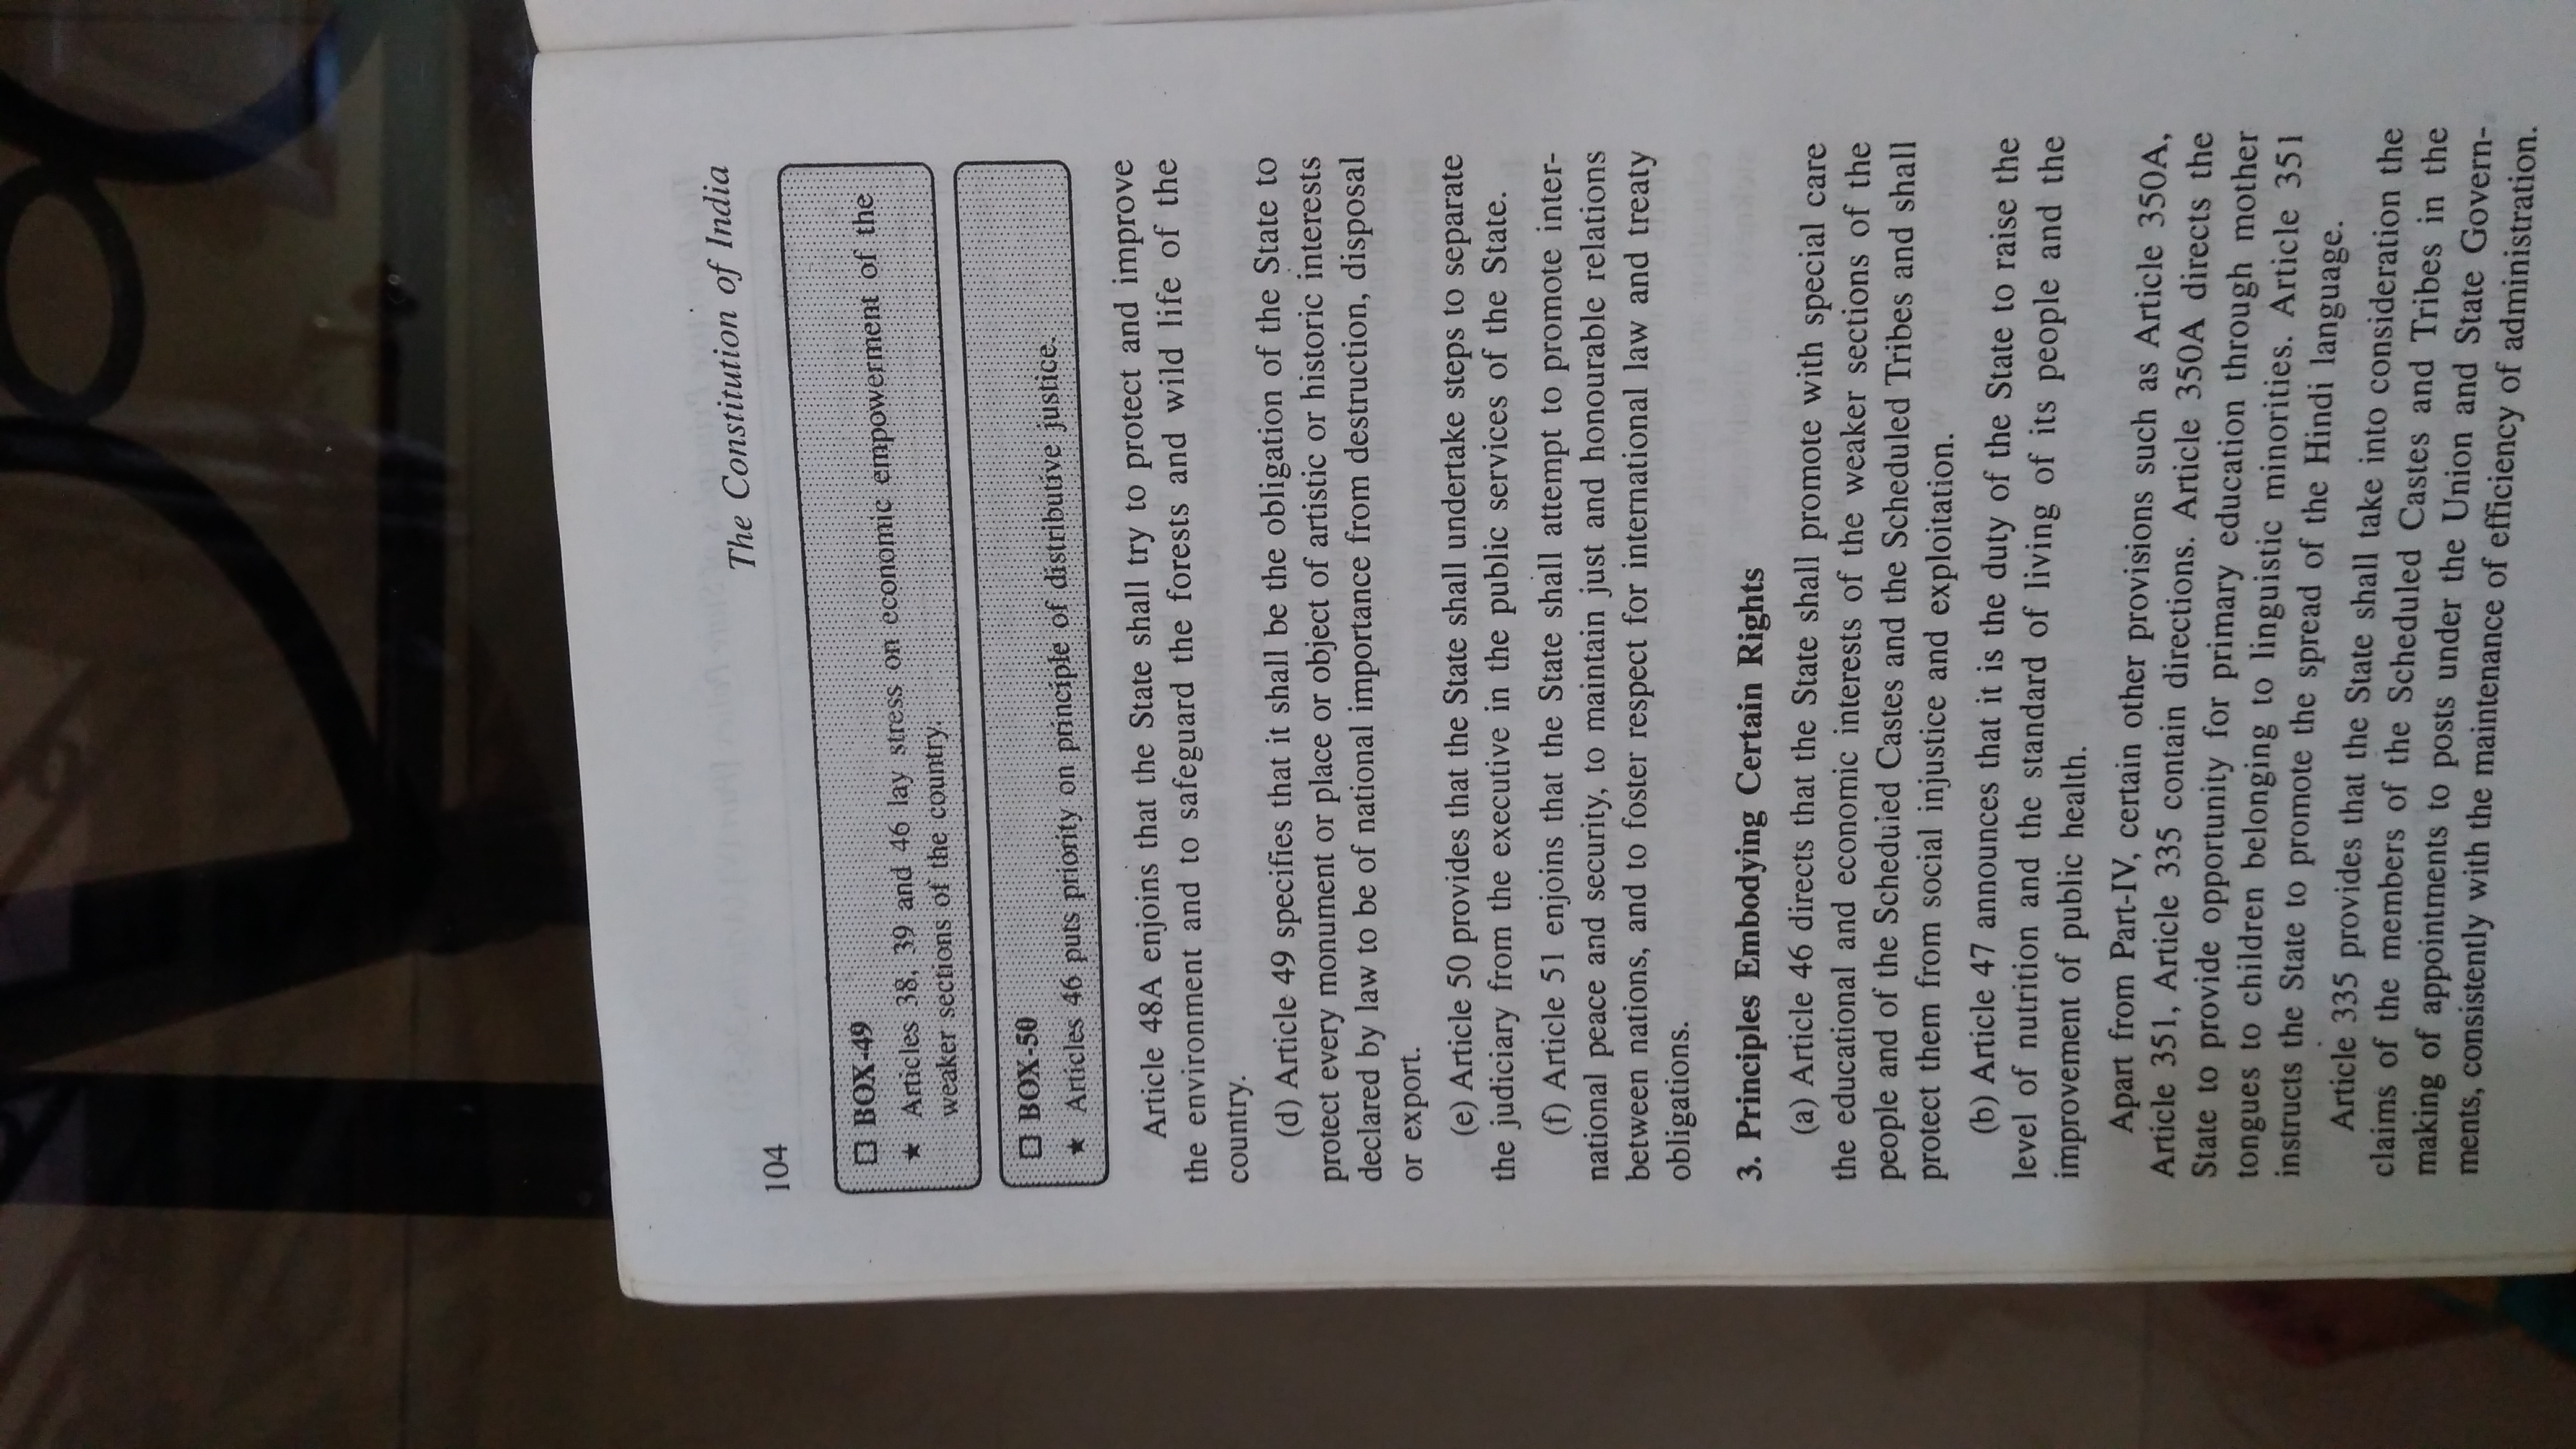 104
The Constitution of India
☐ BOX-49
★ Articles 38, 39 and 46 lay stress on economic empowerment of the
weaker sections of the country.
☐ BOX-50
★ Articles 46 puts priority on principle of distributive justice.
Article 48A enjoins that the State shall try to protect and improve
the environment and to safeguard the forests and wild life of the
country.
(d) Article 49 specifies that it shall be the obligation of the State to
protect every monument or place or object of artistic or historic interests
declared by law to be of national importance from destruction, disposal
or export.
(e) Article 50 provides that the State shall undertake steps to separate
the judiciary from the executive in the public services of the State.
(f) Article 51 enjoins that the State shall attempt to promote inter-
national peace and security, to maintain just and honourable relations
between nations, and to foster respect for international law and treaty
obligations.
3. Principles Embodying Certain Rights
(a) Article 46 directs that the State shall promote with special care
the educational and economic interests of the weaker sections of the
people and of the Scheduied Castes and the Scheduled Tribes and shall
protect them from social injustice and exploitation.
(b) Article 47 announces that it is the duty of the State to raise the
level of nutrition and the standard of living of its people and the
improvement of public health.
Apart from Part-IV, certain other provisions such as Article 350A,
Article 351, Article 335 contain directions. Article 350A directs the
State to provide opportunity for primary education through mother
tongues to children belonging to linguistic minorities. Article 351
instructs the State to promote the spread of the Hindi language.
Article 335 provides that the State shall take into consideration the
claims of the members of the Scheduled Castes and Tribes in the
making of appointments to posts under the Union and State Govern-
ments, consistently with the maintenance of efficiency of administration.